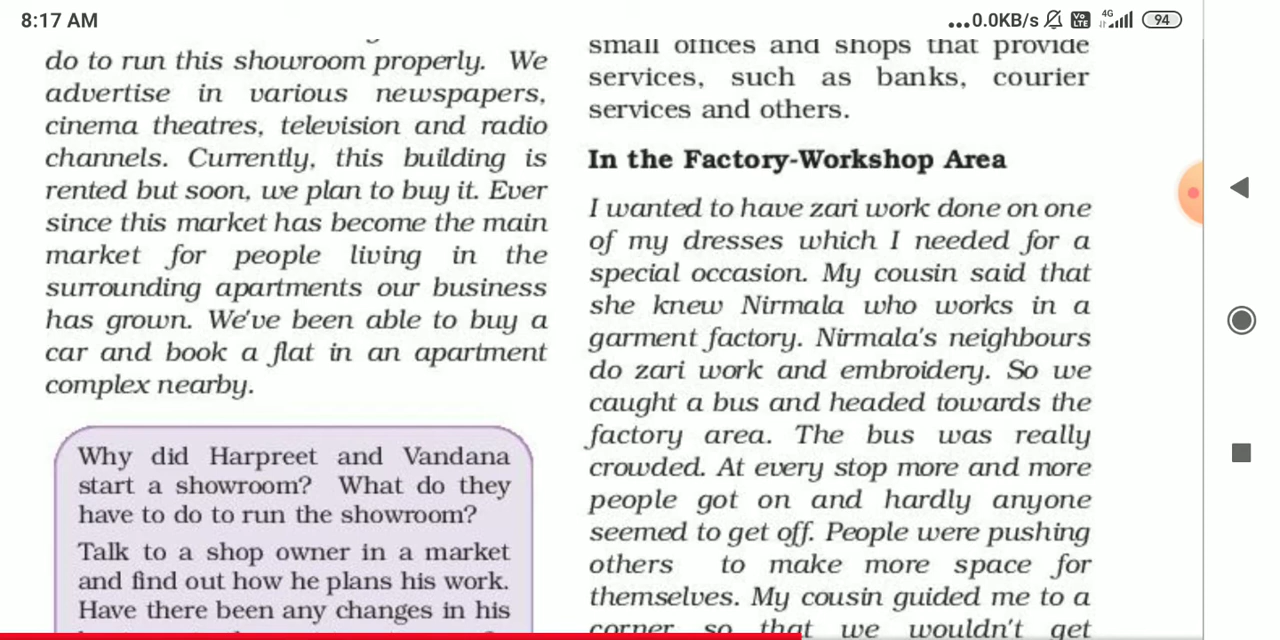 8:17 AM
...0.0KB/s
Vo
LTE
4G
94
do to run this showroom properly. We
advertise in various newspapers,
cinema theatres, television and radio
channels. Currently, this building is
rented but soon, we plan to buy it. Ever
since this market has become the main
market for people living in the
surrounding apartments our business
has grown. We've been able to buy a
car and book a flat in an apartment
complex nearby.
Why did Harpreet and Vandana
start a showroom? What do they
have to do to run the showroom?
Talk to a shop owner in a market
and find out how he plans his work.
Have there been any changes in his
small offices and shops that provide
services, such as banks, courier
services and others.
In the Factory-Workshop Area
I wanted to have zari work done on one
of my dresses which I needed for a
special occasion. My cousin said that
she knew Nirmala who works in a
garment factory. Nirmala's neighbours
do zari work and embroidery. So we
caught a bus and headed towards the
factory area. The bus was really
crowded. At every stop more and more
people got on and hardly anyone
seemed to get off. People were pushing
others to make more space for
themselves. My cousin guided me to a
corner so that we wouldn't get